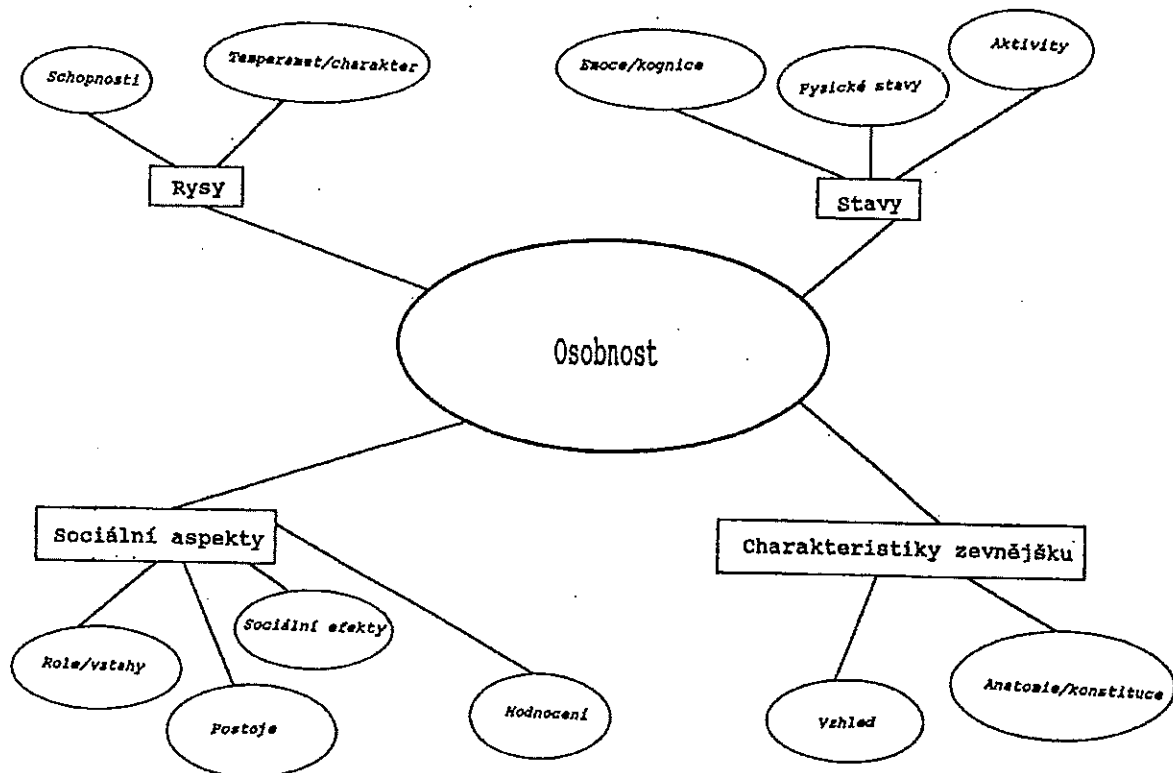 Schopnosti
Temperamet/charakter
Emoce/kognice
Fysické stavy
Aktivity
Rysy
Stavy
Osobnost
Sociální aspekty
Charakteristiky zevnějšku
Role/vztahy
Postoje
Sociální efekty
Hodnocení
Vzhled
Anatomie/konstituce